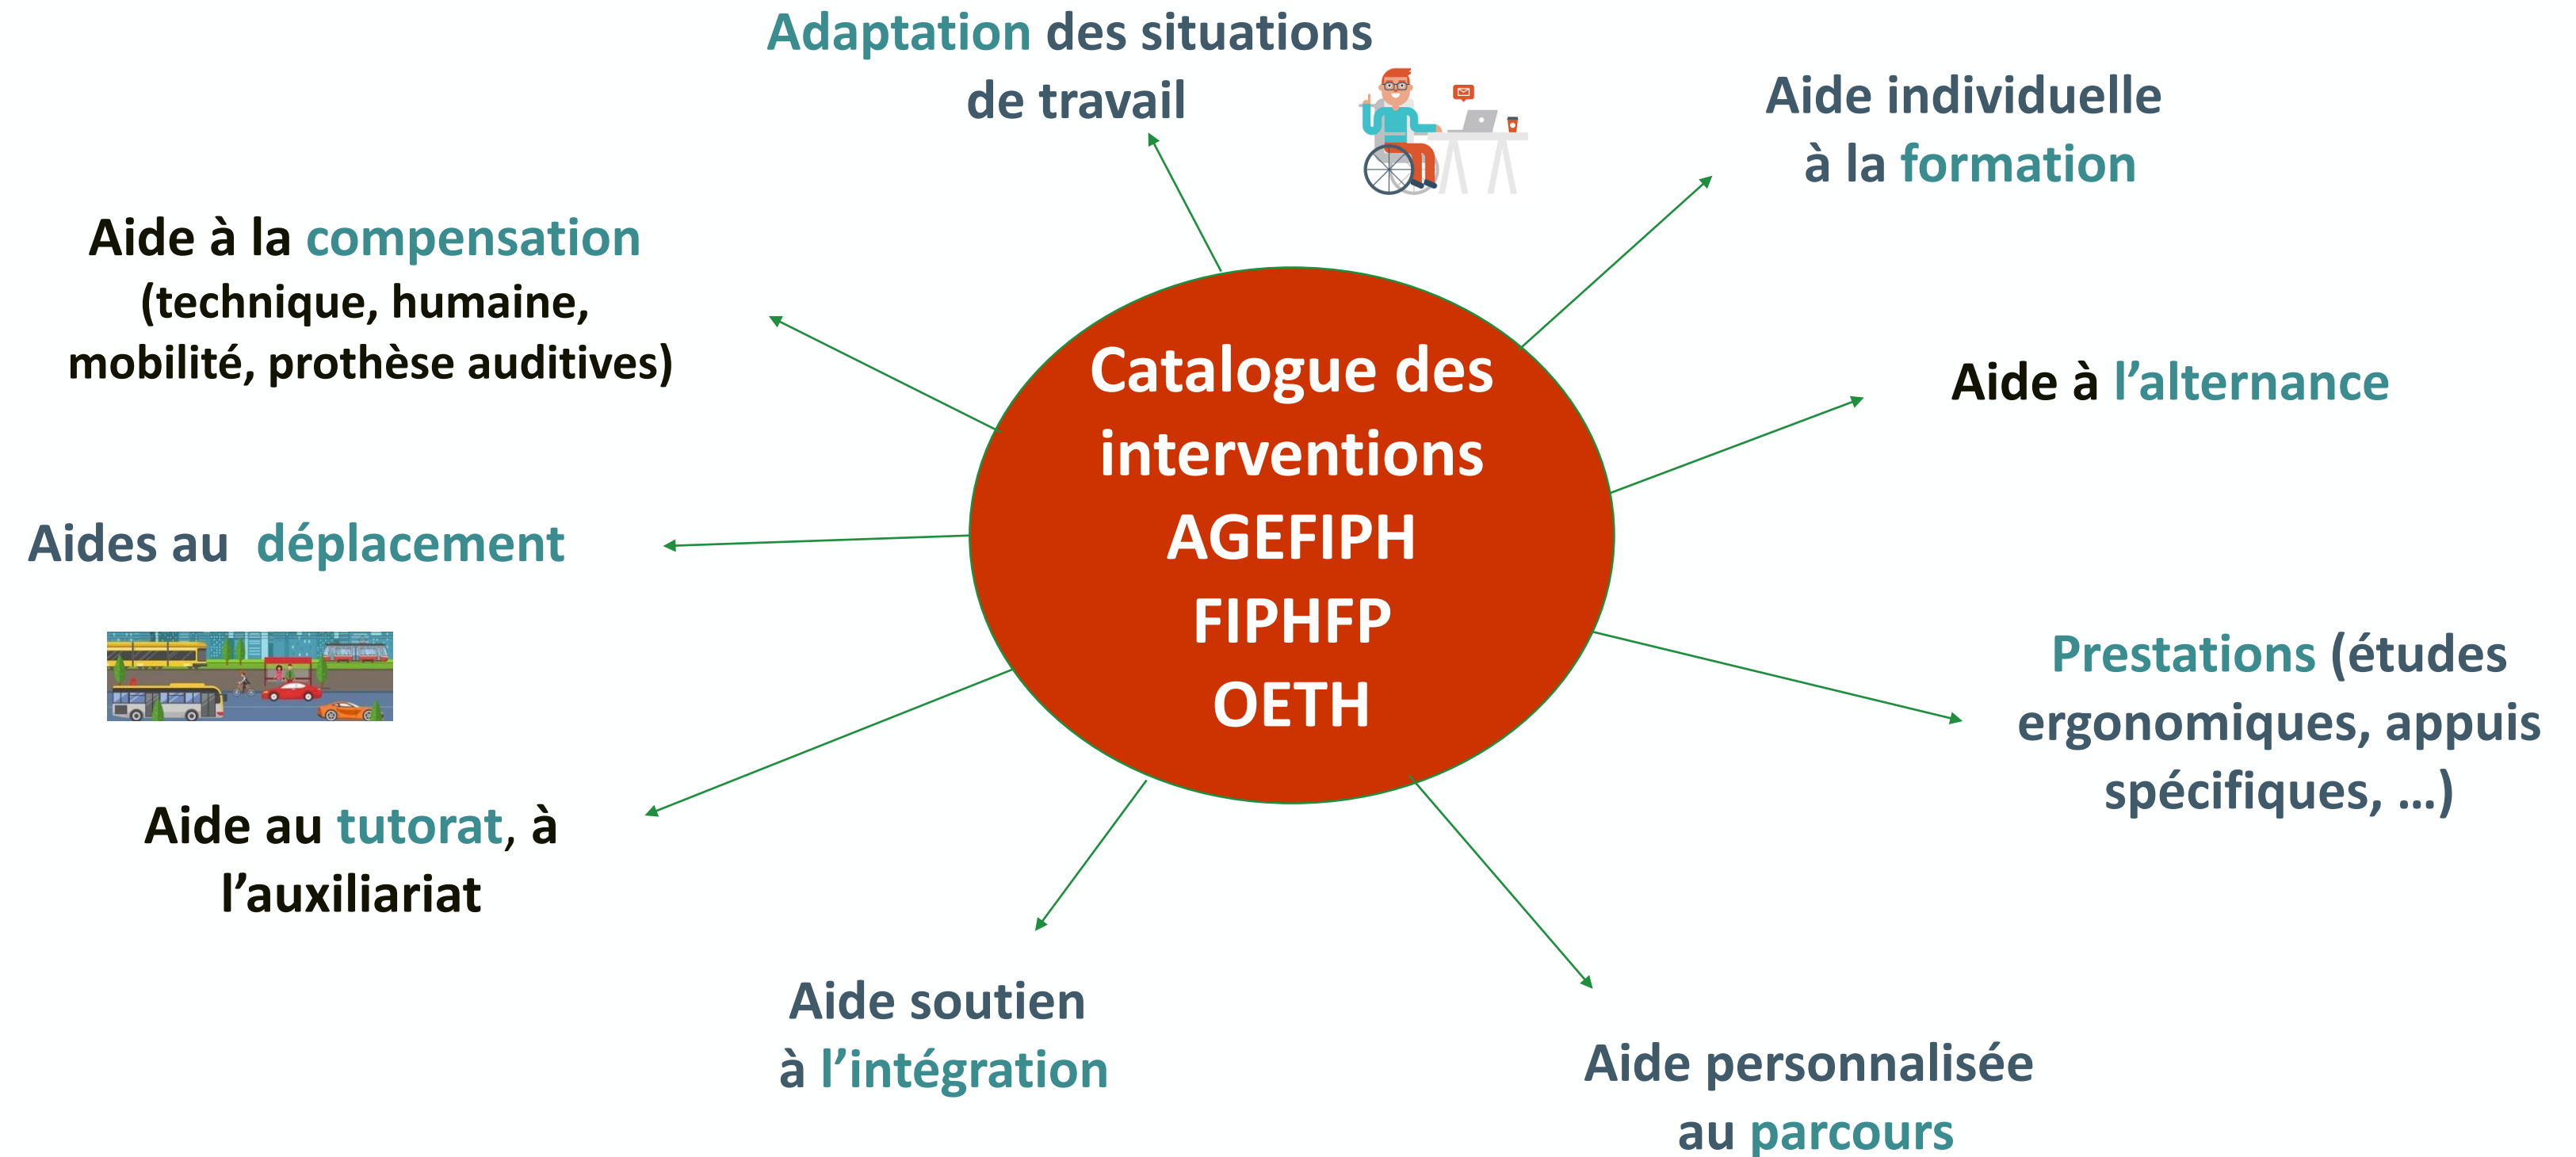 Adaptation des situations
de travail
Aide individuelle
à la formation
Aide à la compensation
(technique, humaine,
mobilité, prothèse auditives)
Catalogue des
interventions
AGEFIPH
FIPHFP
OETH
Aide à l’alternance
Aides au  déplacement
Prestations (études
ergonomiques, appuis
spécifiques, ...)
Aide au tutorat, à
l’auxiliariat
Aide soutien
à l’intégration
Aide personnalisée
au parcours